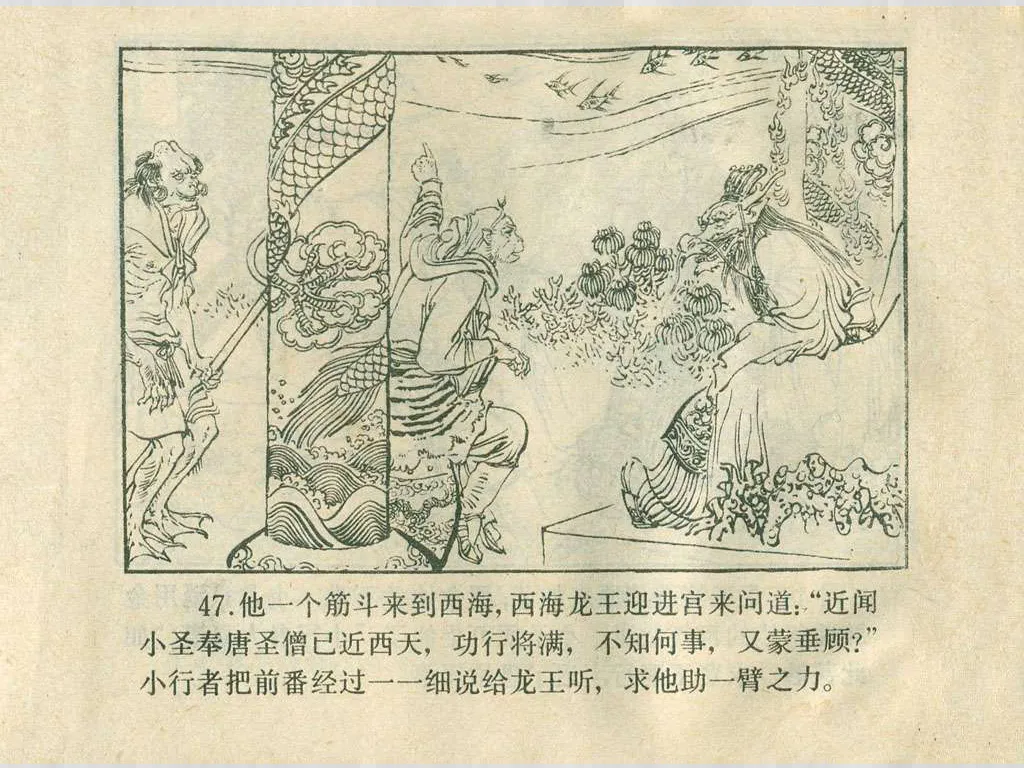 47.他一个筋斗来到西海，西海龙王迎进宫来问道：“近闻
小圣奉唐圣僧已近西天，功行将满，不知何事，又蒙垂顾？”
小行者把前番经过一一细说给龙王听，求他助一臂之力。